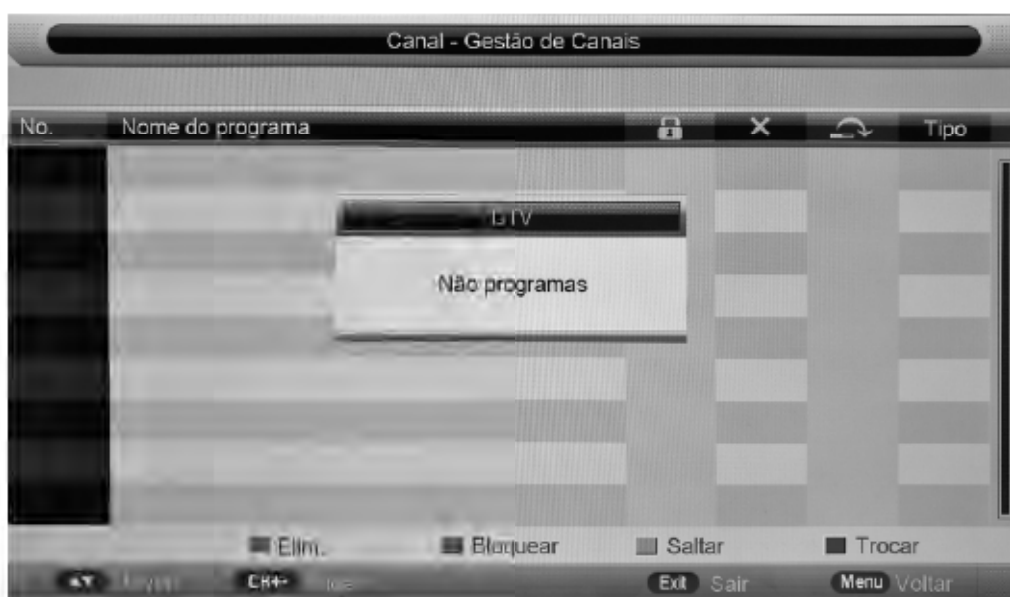 Canal - Gestão de Canais
No. Nome do programa Tipo
Não programas
Elim. Bloquear Saltar Trocar
CH+- Exit Sair Menu Voltar